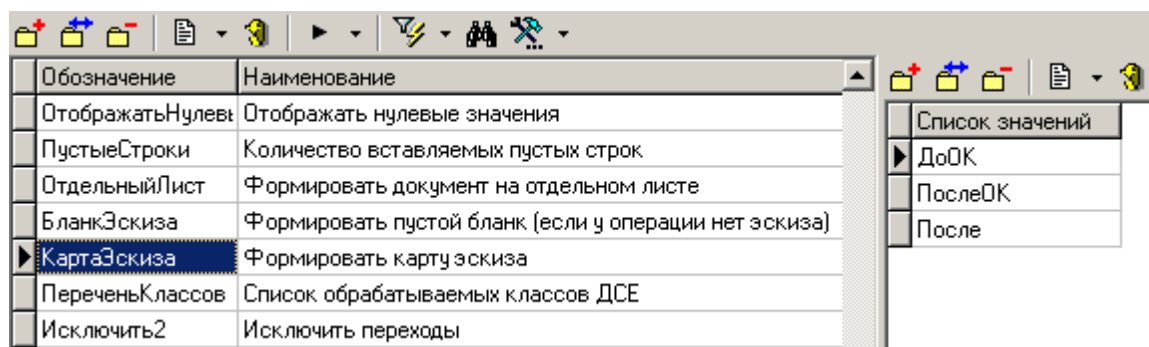 Обозначение Наименование
ОтображатьНулевы Отображать нулевые значения
ПустыеСтроки Количество вставляемых пустых строк
ОтдельныйЛист Формировать документ на отдельном листе
БланкЭскиза Формировать пустой бланк (если у операции нет эскиза)
КартаЭскиза Формировать карту эскиза
ПереченьКлассов Список обрабатываемых классов ДСЕ
Исключить2 Исключить переходы
Список значений
ДоОК
ПослеОК
После